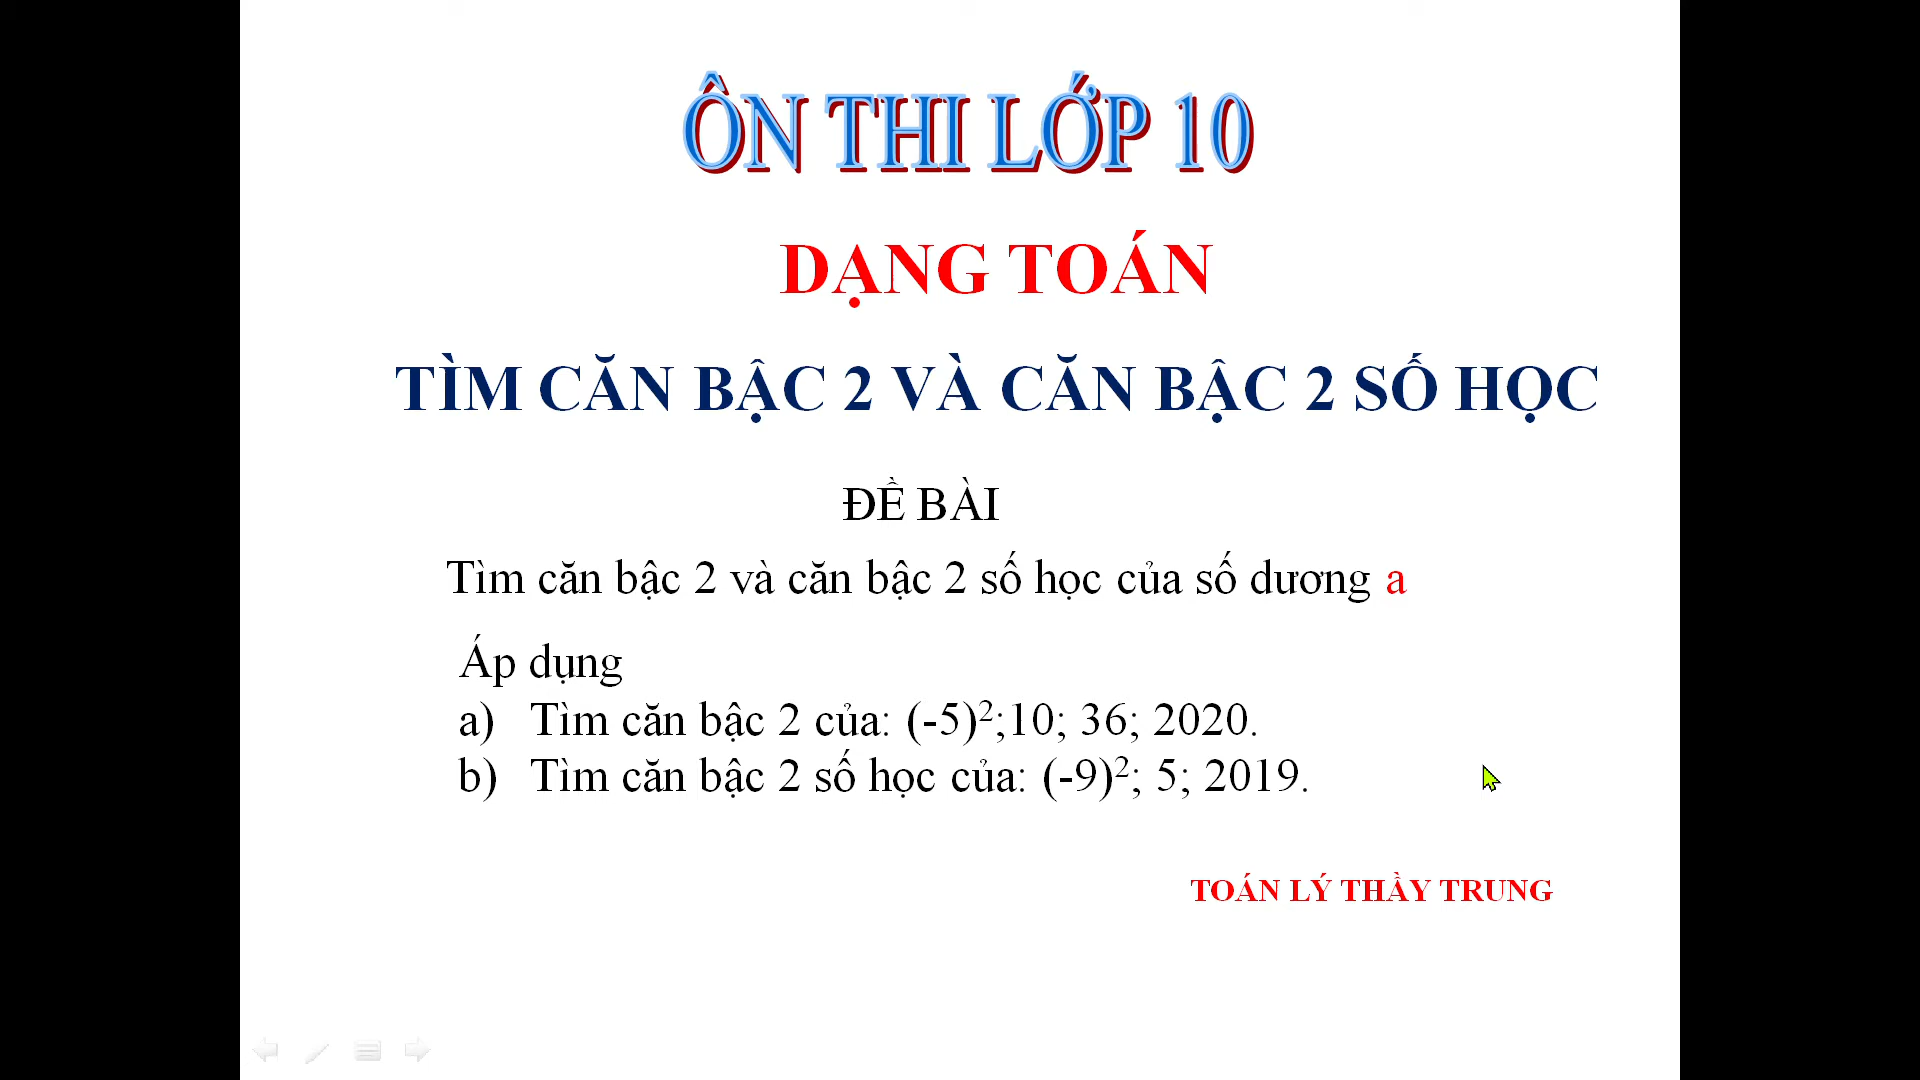 ÔN THI LỚP 10
DẠNG TOÁN
TÌM CĂN BẬC 2 VÀ CĂN BẬC 2 SỐ HỌC
ĐỀ BÀI
Tìm căn bậc 2 và căn bậc 2 số học của số dương a
Áp dụng
a) Tìm căn bậc 2 của: (-5)²;10; 36; 2020.
b) Tìm căn bậc 2 số học của: (-9)²; 5; 2019.
TOÁN LÝ THẦY TRUNG